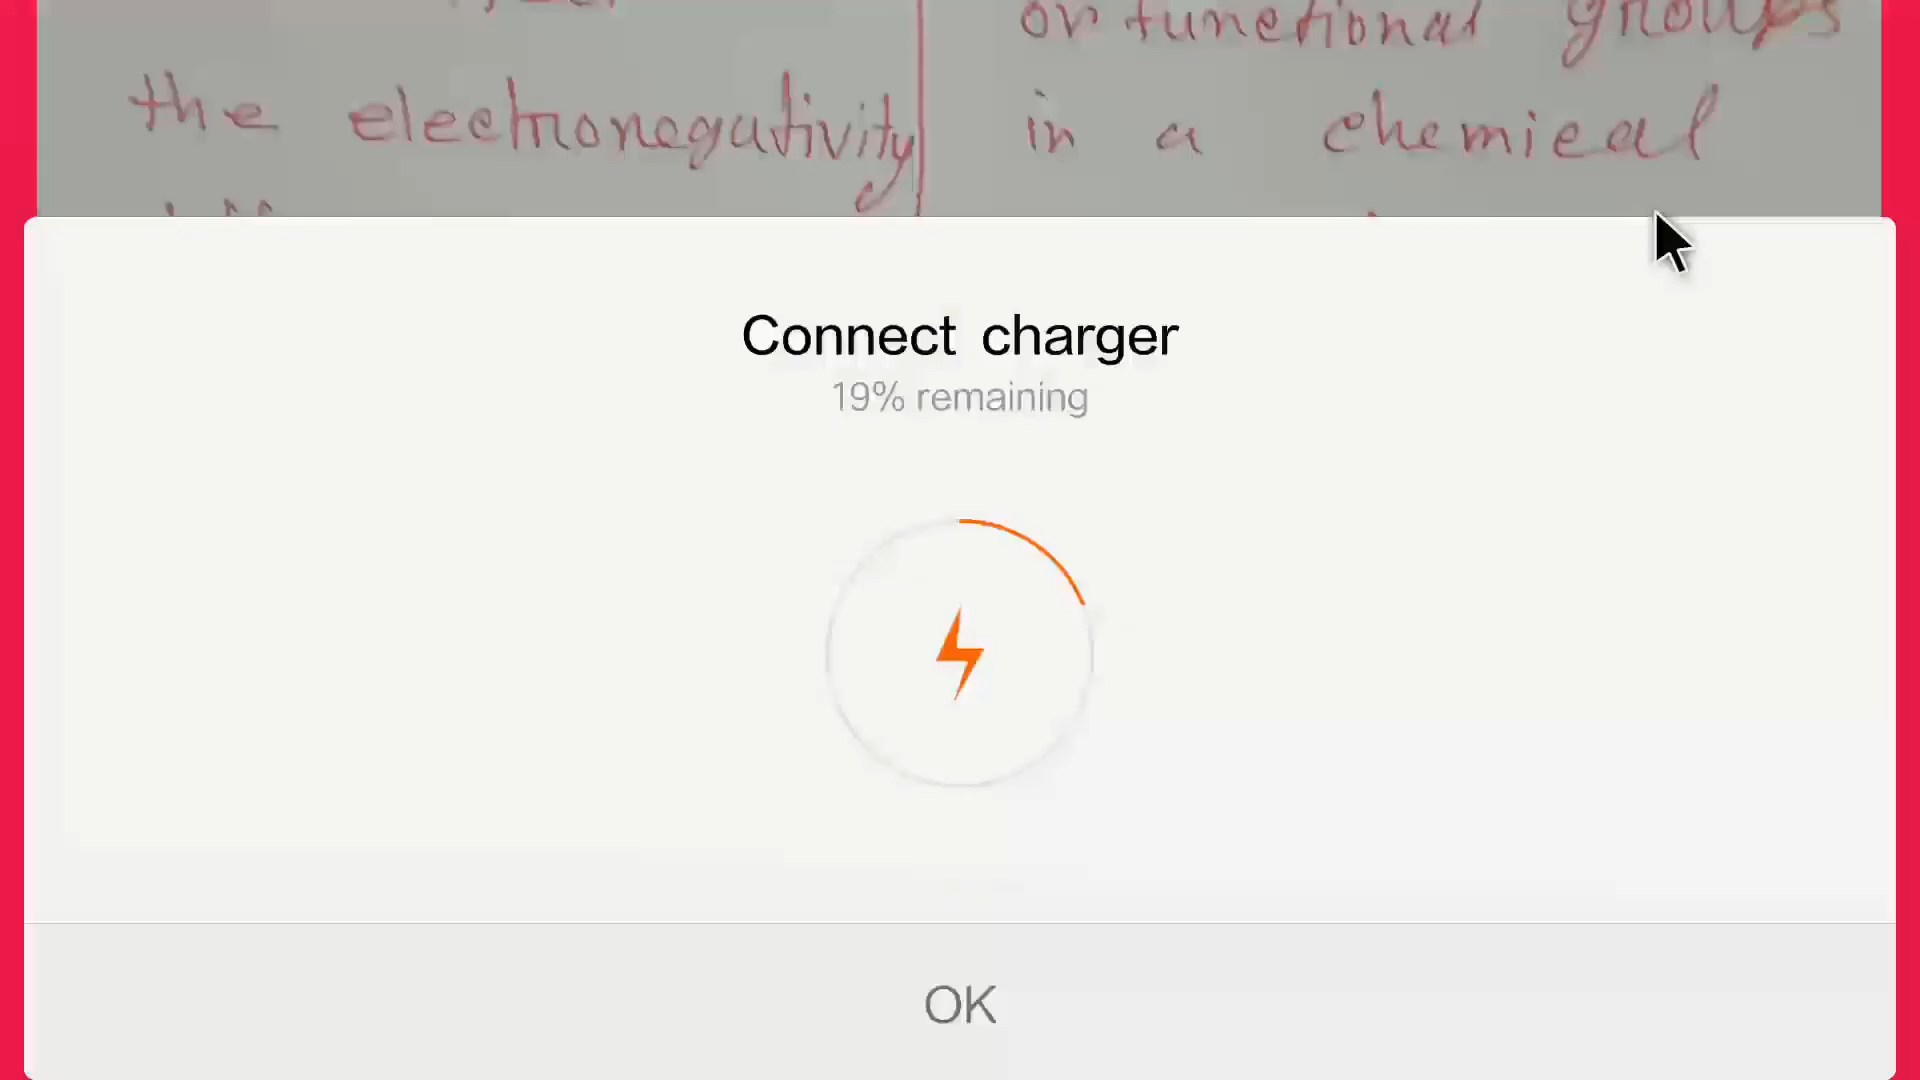 or functional groups
the electronegativity
in a chemical
Connect charger
19% remaining
OK